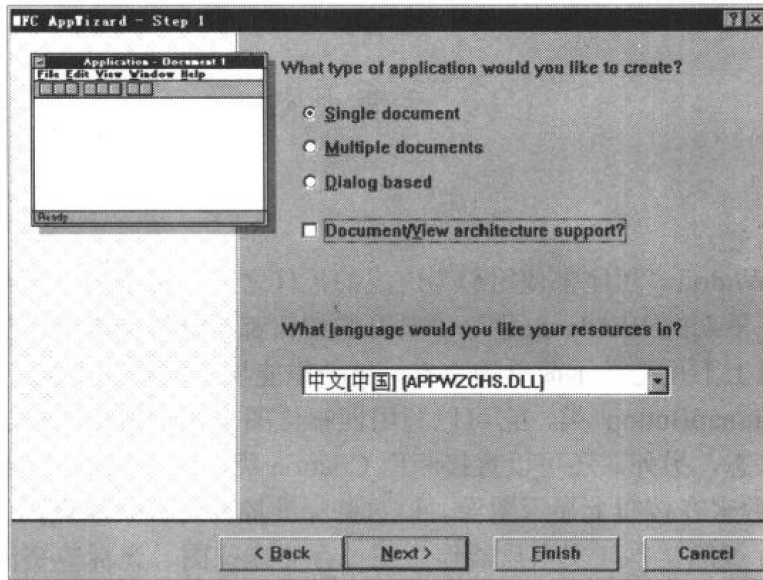 MFC AppWizard - Step 1
Application - Document 1
File Edit View Window Help
Ready
What type of application would you like to create?
Single document
Multiple documents
Dialog based
Document/View architecture support?
What language would you like your resources in?
中文[中国] (APPWZCHS.DLL)
< Back Next > Finish Cancel